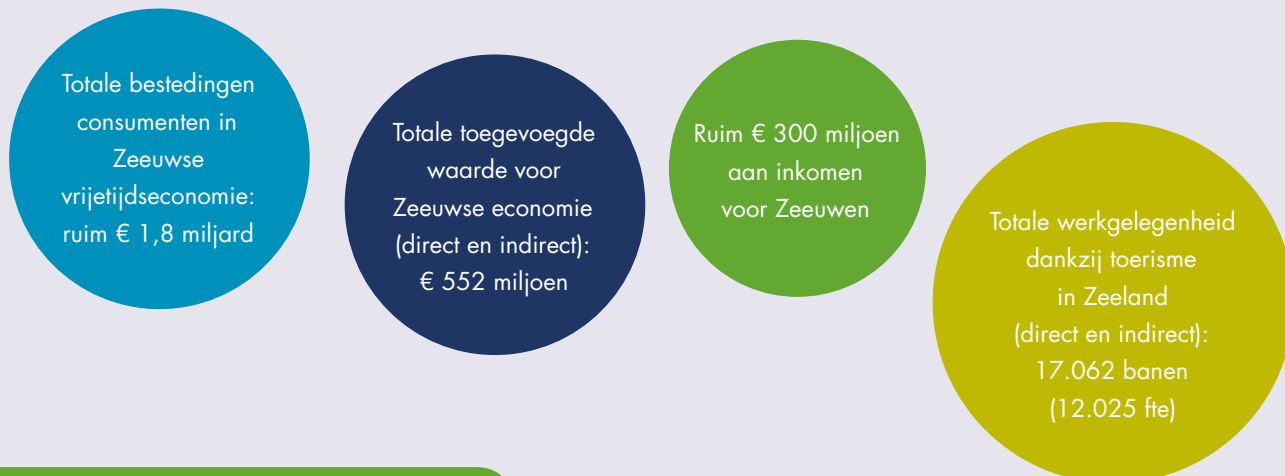 Totale bestedingen
consumenten in
Zeeuwse
vrijetijdseconomie:
ruim € 1,8 miljard
Totale toegevoegde
waarde voor
Zeeuwse economie
(direct en indirect):
€ 552 miljoen
Ruim € 300 miljoen
aan inkomen
voor Zeeuwen
Totale werkgelegenheid
dankzij toerisme
in Zeeland
(direct en indirect):
17.062 banen
(12.025 fte)